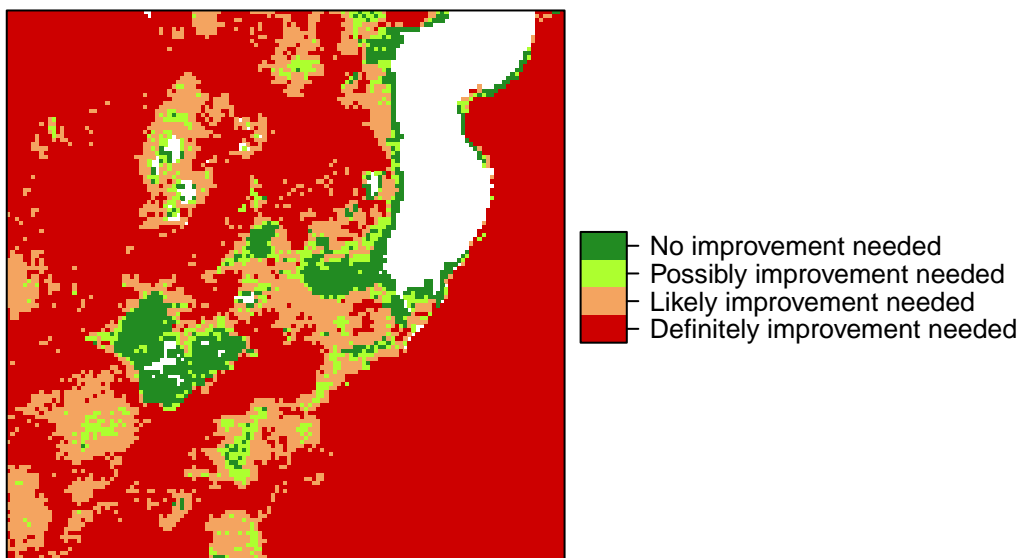 No improvement needed
Possibly improvement needed
Likely improvement needed
Definitely improvement needed